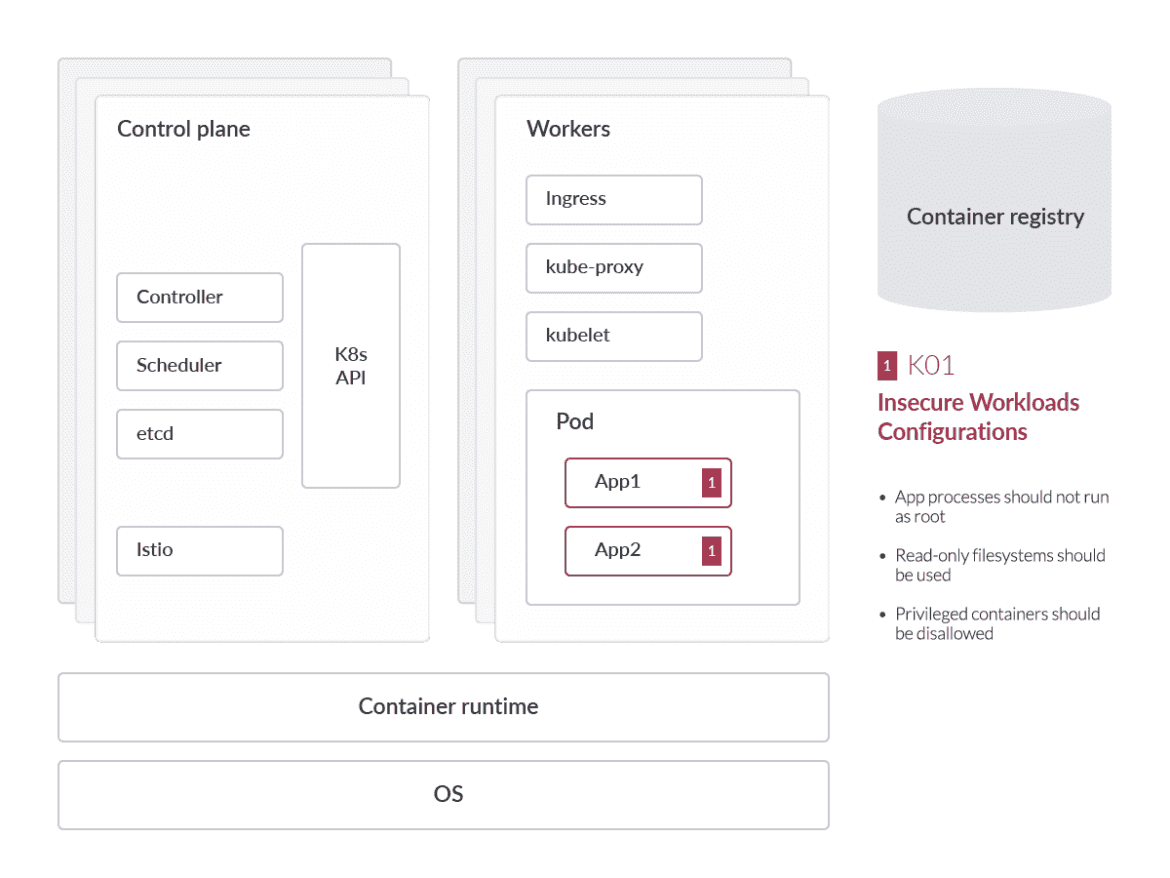 Control plane
Controller
Scheduler
etcd
Istio
K8s
API
Workers
Ingress
kube-proxy
kubelet
Pod
App1 1
App2 1
Container registry
1 K01
Insecure Workloads
Configurations
• App processes should not run
as root
• Read-only filesystems should
be used
• Privileged containers should
be disallowed
Container runtime
OS